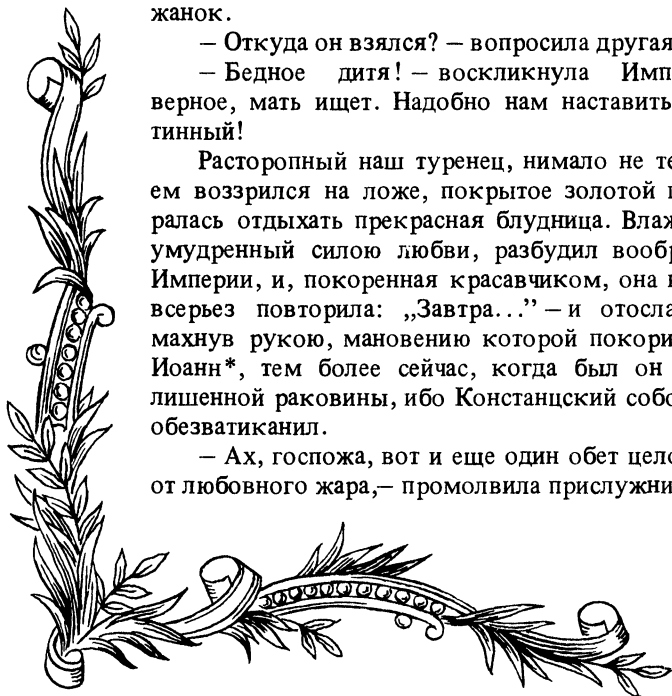 жанок.
– Откуда он взялся? – вопросила другая
– Бедное дитя! – воскликнула Имп
верное, мать ищет. Надобно нам наставить
тинный!
Расторопный наш туренец, нимало не те
ем воззрился на ложе, покрытое золотой
ралась отдыхать прекрасная блудница. Влаж
умудренный силою любви, разбудил вообр
Империи, и, покоренная красавчиком, она
всерьез повторила: „Завтра...” – и отосла
махнув рукою, мановению которой покори
Иоанн*, тем более сейчас, когда был он
лишенной раковины, ибо Констанцский собо
обезватиканил.
– Ах, госпожа, вот и еще один обет цело
от любовного жара,– промолвила прислужни